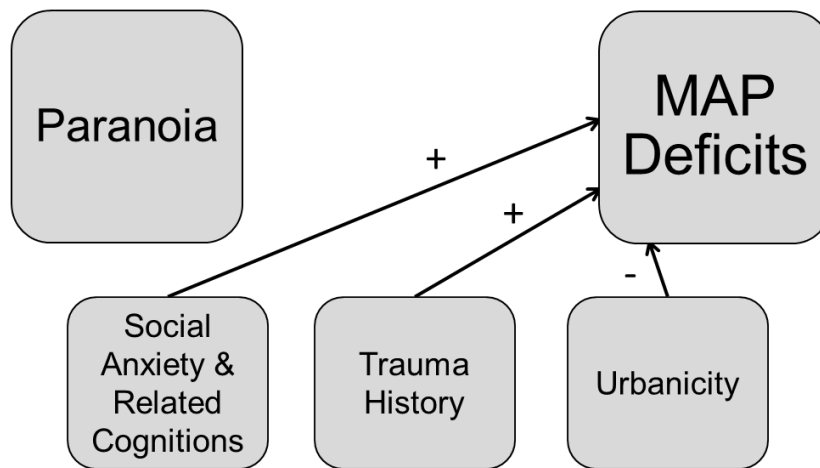 Paranoia
MAP
Deficits
+
+
-
Social
Anxiety &
Related
Cognitions
Trauma
History
Urbanicity